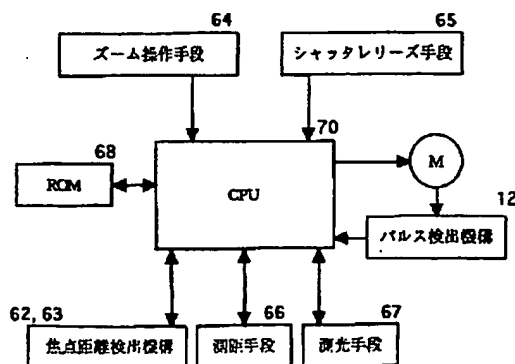 64
ズーム操作手段
65
シャッタレリーズ手段
70
CPU
68
ROM
M
12
パルス検出機構
62, 63
焦点距離検出機構
66
測距手段
67
測光手段